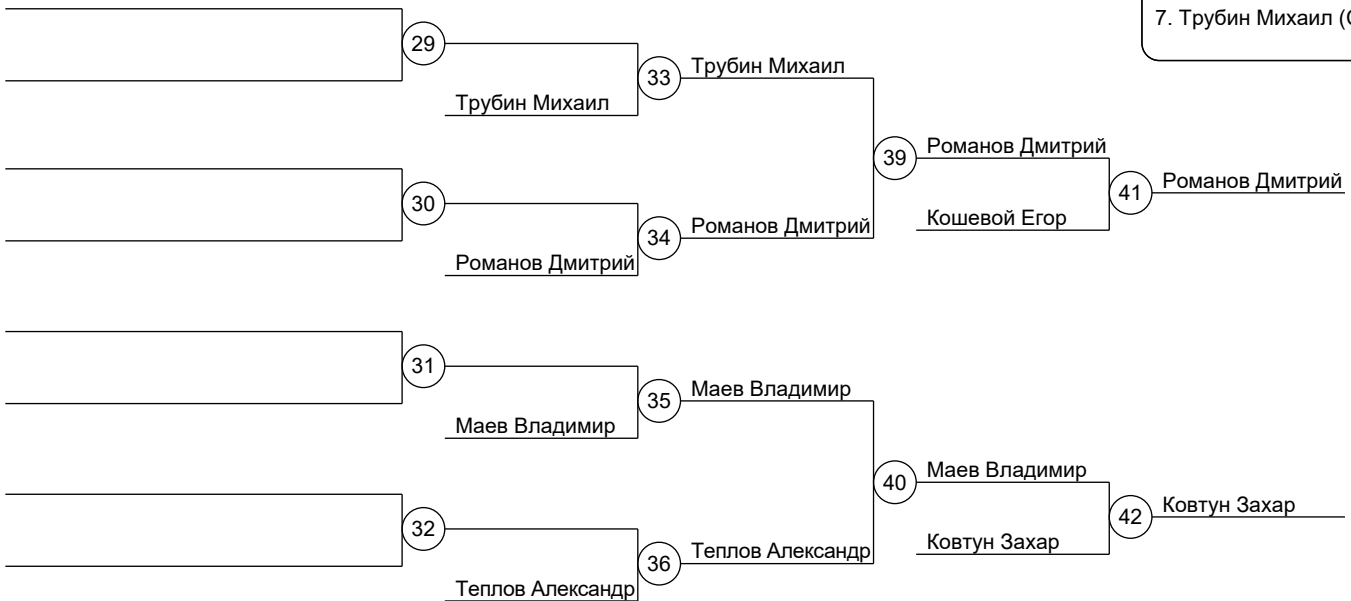 7. Трубин Михаил (
29
33
Трубин Михаил
Трубин Михаил
39
Романов Дмитрий
30
41
Романов Дмитрий
34
Романов Дмитрий
Кошевой Егор
Романов Дмитрий
31
35
Маев Владимир
Маев Владимир
40
Маев Владимир
32
42
Ковтун Захар
36
Теплов Александр
Ковтун Захар
Теплов Александр